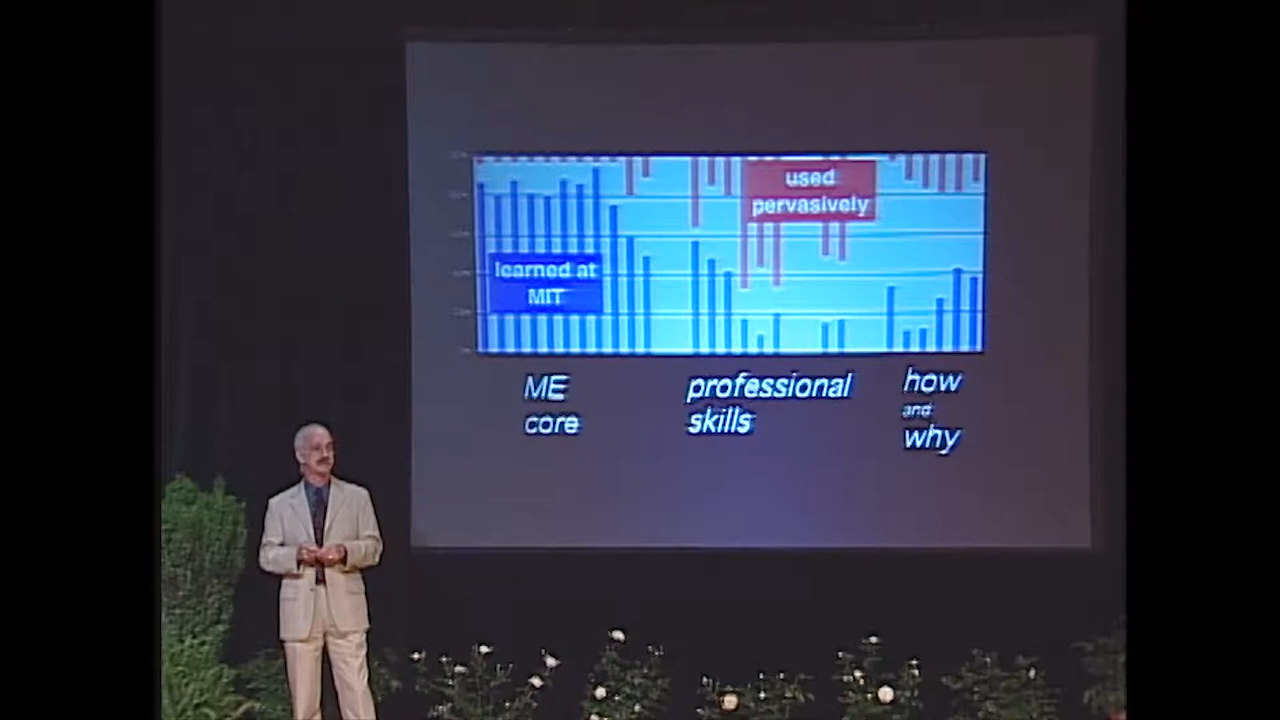 used
pervasively
learned at
MIT
ME
core
professional
skills
how
and
why